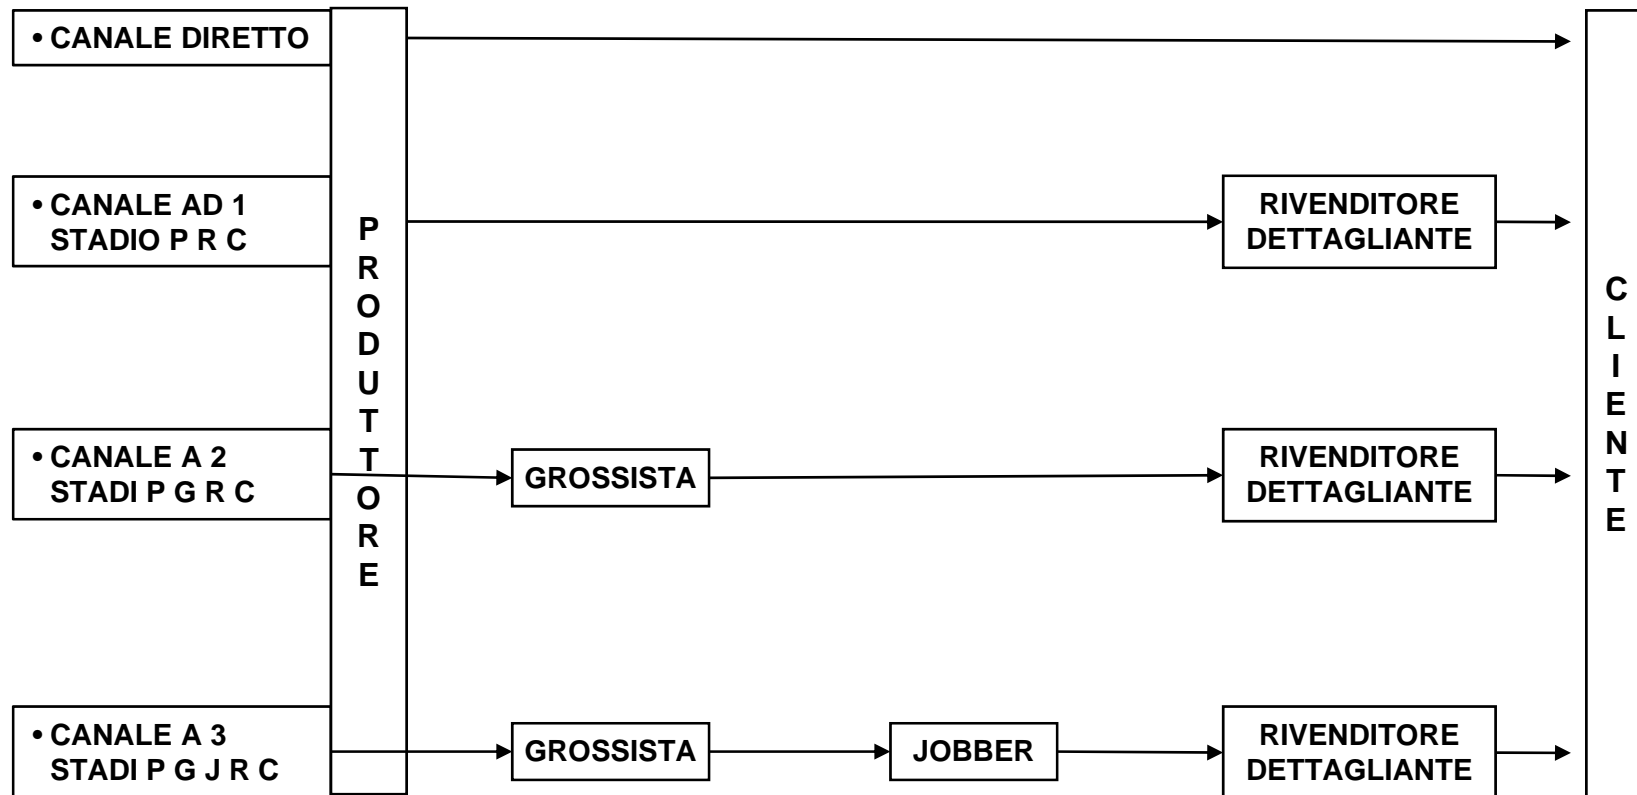 • CANALE DIRETTO
• CANALE AD 1
STADIO P R C
• CANALE A 2
STADI P G R C
• CANALE A 3
STADI P G J R C
P
R
O
D
U
T
T
O
R
E
RIVENDITORE
DETTAGLIANTE
GROSSISTA
RIVENDITORE
DETTAGLIANTE
GROSSISTA
JOBBER
RIVENDITORE
DETTAGLIANTE
C
L
I
E
N
T
E